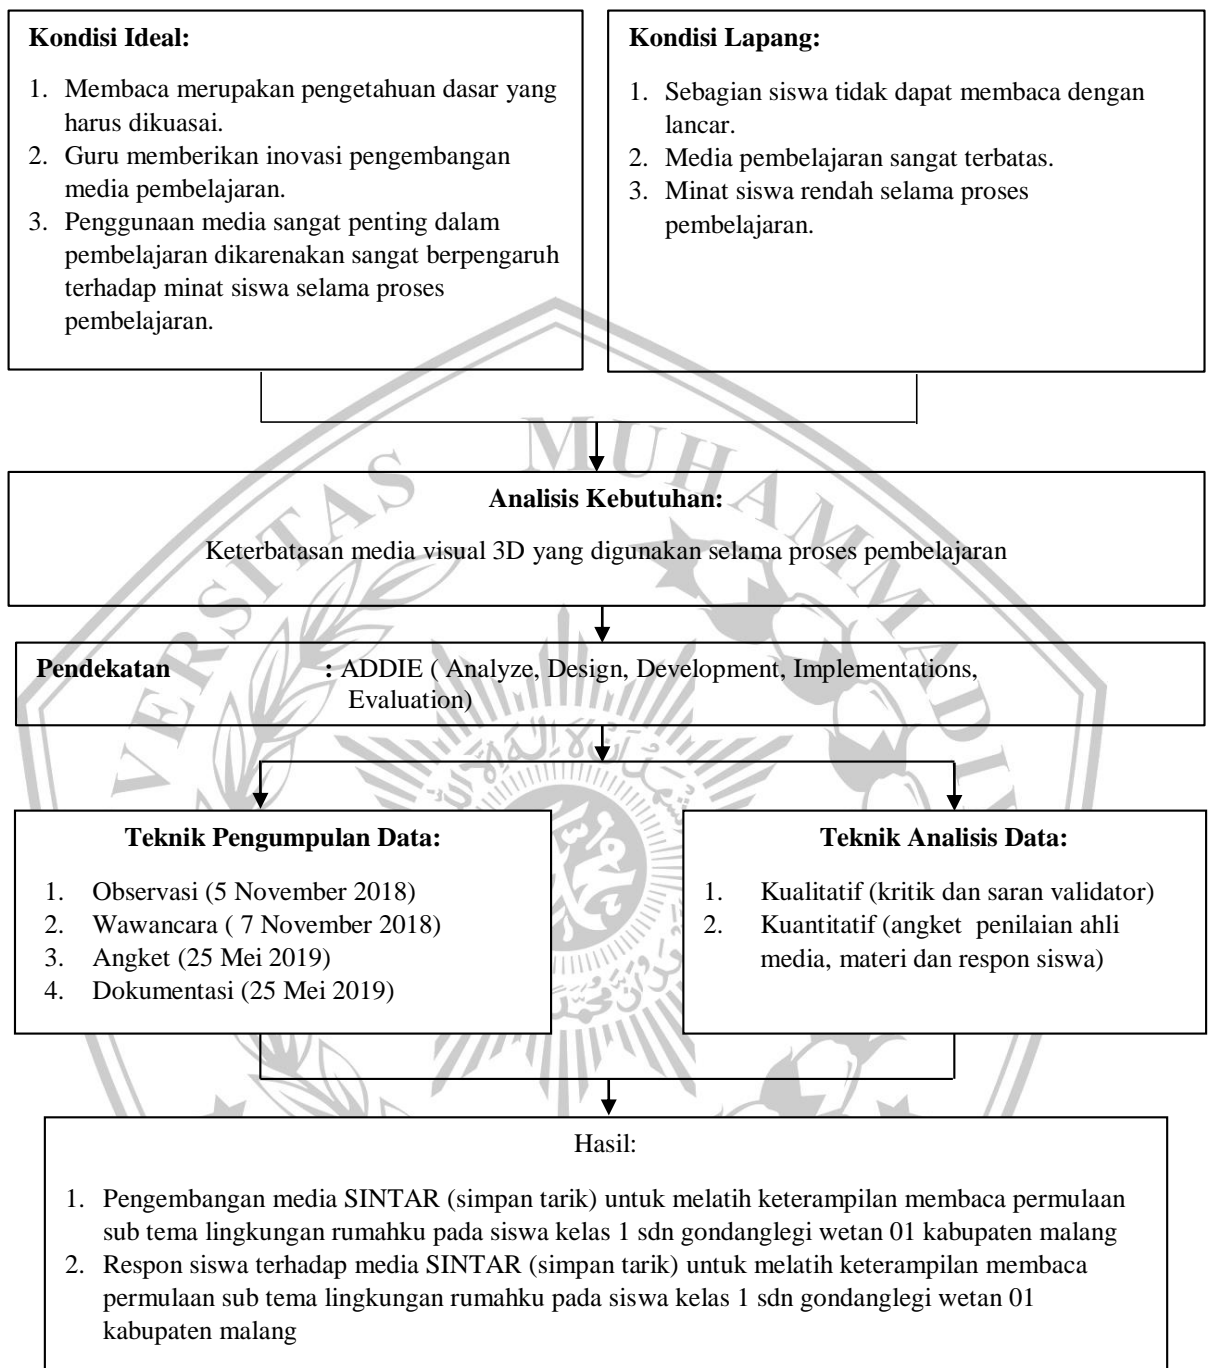 Kondisi Ideal:
1. Membaca merupakan pengetahuan dasar yang
harus dikuasai.
2. Guru memberikan inovasi pengembangan
media pembelajaran.
3. Penggunaan media sangat penting dalam
pembelajaran dikarenakan sangat berpengaruh
terhadap minat siswa selama proses
pembelajaran.
Kondisi Lapang:
1. Sebagian siswa tidak dapat membaca dengan
lancar.
2. Media pembelajaran sangat terbatas.
3. Minat siswa rendah selama proses
pembelajaran.
VERSITAS MUHAMMADIY
Analisis Kebutuhan:
Keterbatasan media visual 3D yang digunakan selama proses pembelajaran
Pendekatan : ADDIE ( Analyze, Design, Development, Implementations,
Evaluation)
Teknik Pengumpulan Data:
1. Observasi (5 November 2018)
2. Wawancara ( 7 November 2018)
3. Angket (25 Mei 2019)
4. Dokumentasi (25 Mei 2019)
Teknik Analisis Data:
1. Kualitatif (kritik dan saran validator)
2. Kuantitatif (angket penilaian ahli
media, materi dan respon siswa)
Hasil:
1. Pengembangan media SINTAR (simpan tarik) untuk melatih keterampilan membaca permulaan
sub tema lingkungan rumahku pada siswa kelas 1 sdn gondanglegi wetan 01 kabupaten malang
2. Respon siswa terhadap media SINTAR (simpan tarik) untuk melatih keterampilan membaca
permulaan sub tema lingkungan rumahku pada siswa kelas 1 sdn gondanglegi wetan 01
kabupaten malang